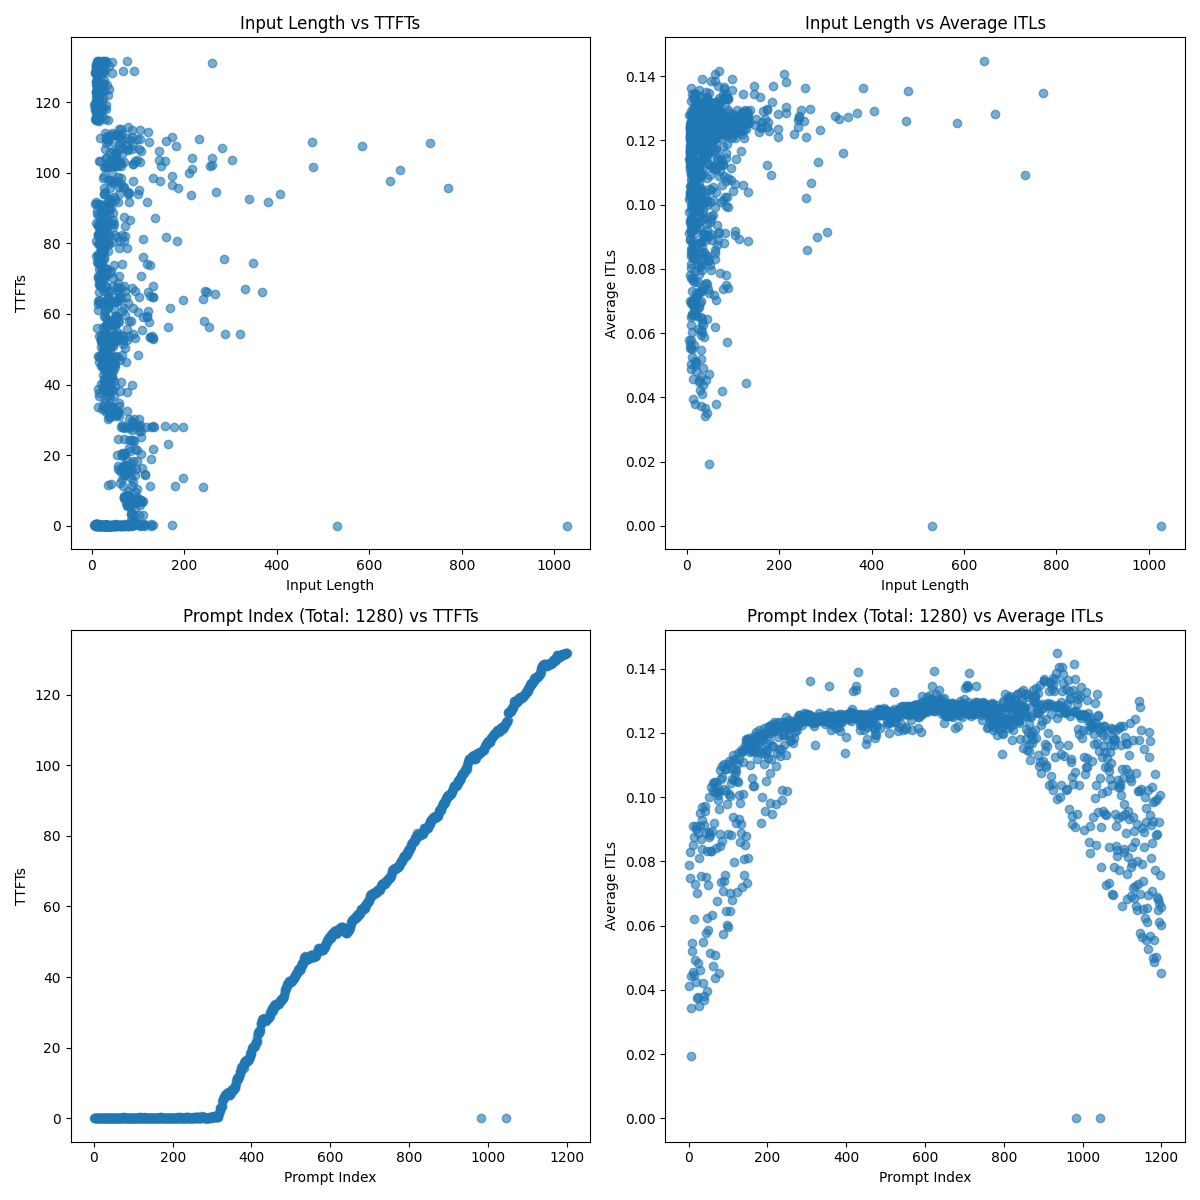 Input Length vs TTFTs
TTFTs
120
100
80
60
40
20
0
0 200 400 600 800 1000
Input Length
Input Length vs Average ITLs
Average ITLs
0.14
0.12
0.10
0.08
0.06
0.04
0.02
0.00
0 200 400 600 800 1000
Input Length
Prompt Index (Total: 1280) vs TTFTs
TTFTs
120
100
80
60
40
20
0
0 200 400 600 800 1000 1200
Prompt Index
Prompt Index (Total: 1280) vs Average ITLs
Average ITLs
0.14
0.12
0.10
0.08
0.06
0.04
0.02
0.00
0 200 400 600 800 1000 1200
Prompt Index